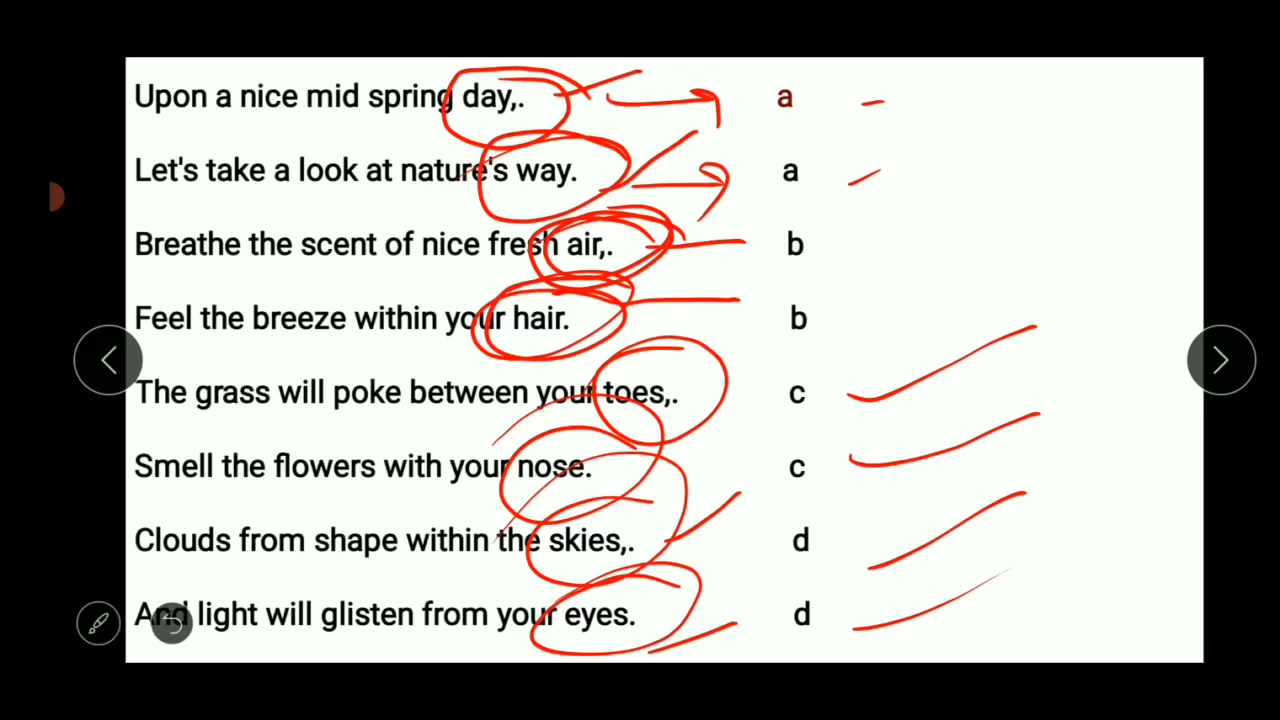 Upon a nice mid spring day,. a
Let's take a look at nature's way. a
Breathe the scent of nice fresh air,. b
Feel the breeze within your hair. b
The grass will poke between your toes,. c
Smell the flowers with your nose. c
Clouds from shape within the skies,. d
And light will glisten from your eyes. d